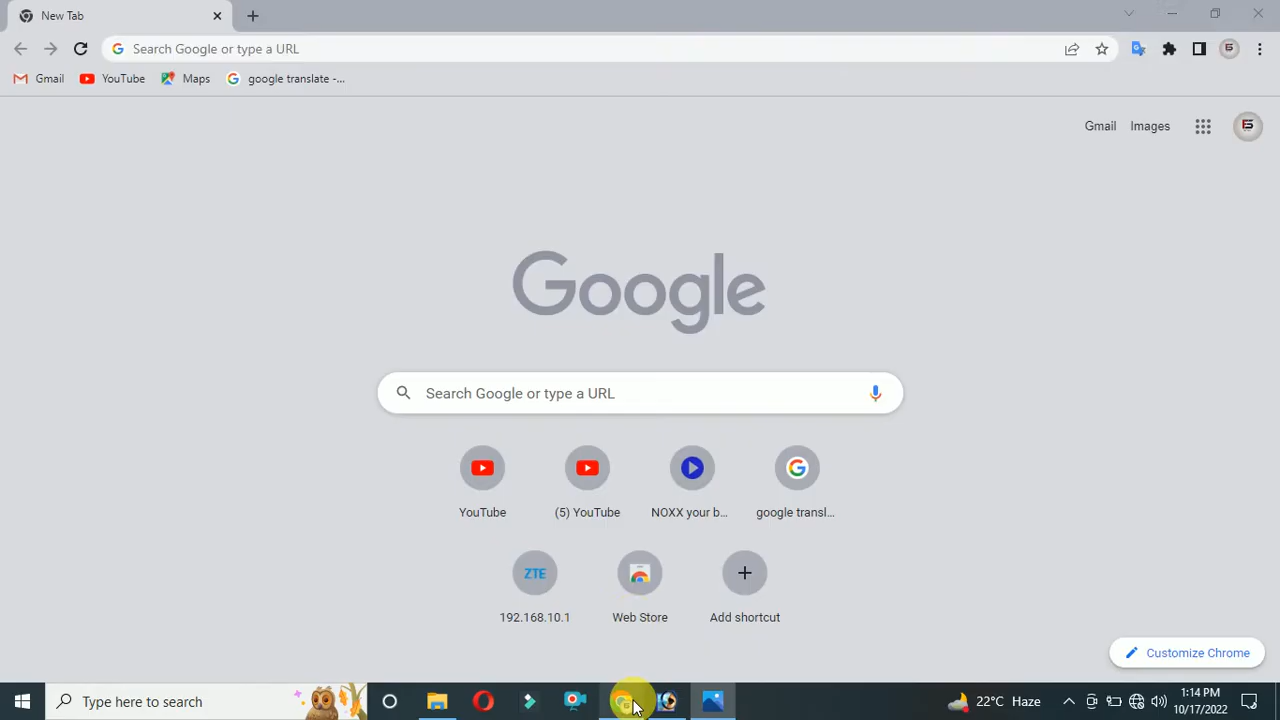 New Tab
Search Google or type a URL
Gmail YouTube Maps google translate -...
Gmail Images
Google
Search Google or type a URL
YouTube (5) YouTube NOXX your b... google transl...
ZTE
192.168.10.1 Web Store Add shortcut
Customize Chrome
Type here to search
22°C Haze
1:14 PM
10/17/2022